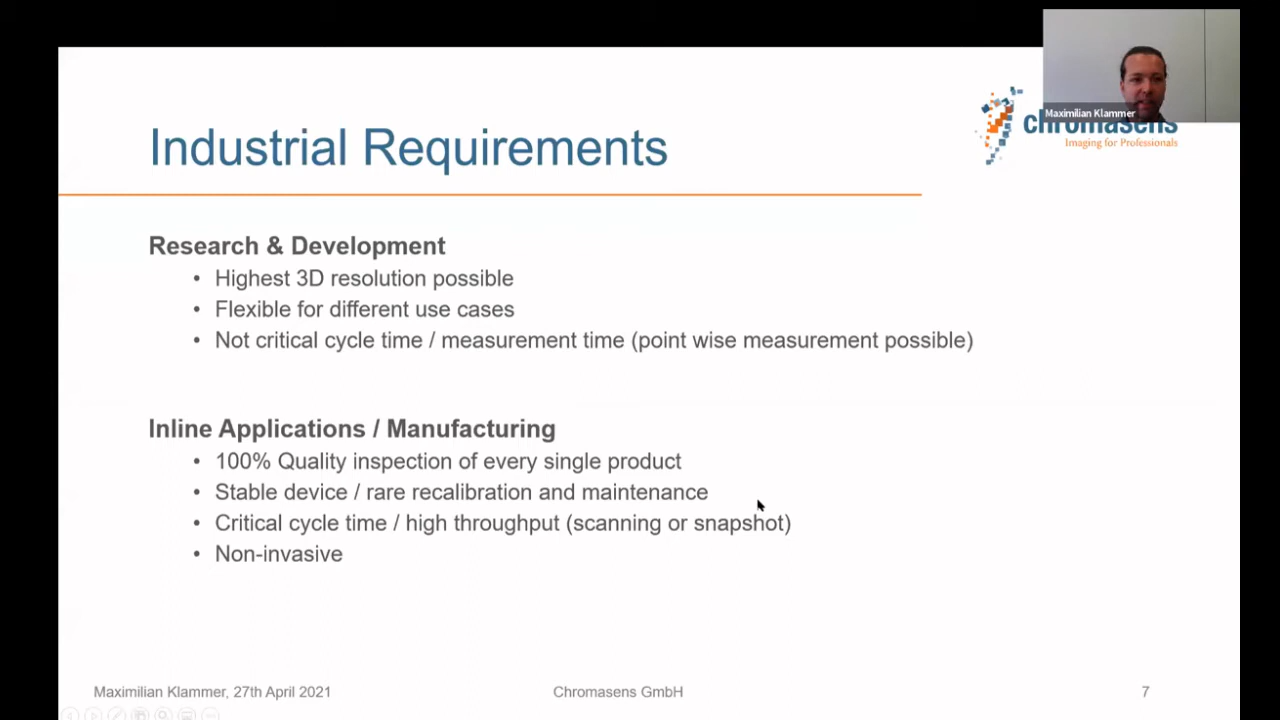 Maximilian Klammer
chromasens
Imaging for Professionals
Industrial Requirements
Research & Development
• Highest 3D resolution possible
• Flexible for different use cases
• Not critical cycle time / measurement time (point wise measurement possible)
Inline Applications / Manufacturing
• 100% Quality inspection of every single product
• Stable device / rare recalibration and maintenance
• Critical cycle time / high throughput (scanning or snapshot)
• Non-invasive
Maximilian Klammer, 27th April 2021
Chromasens GmbH
7